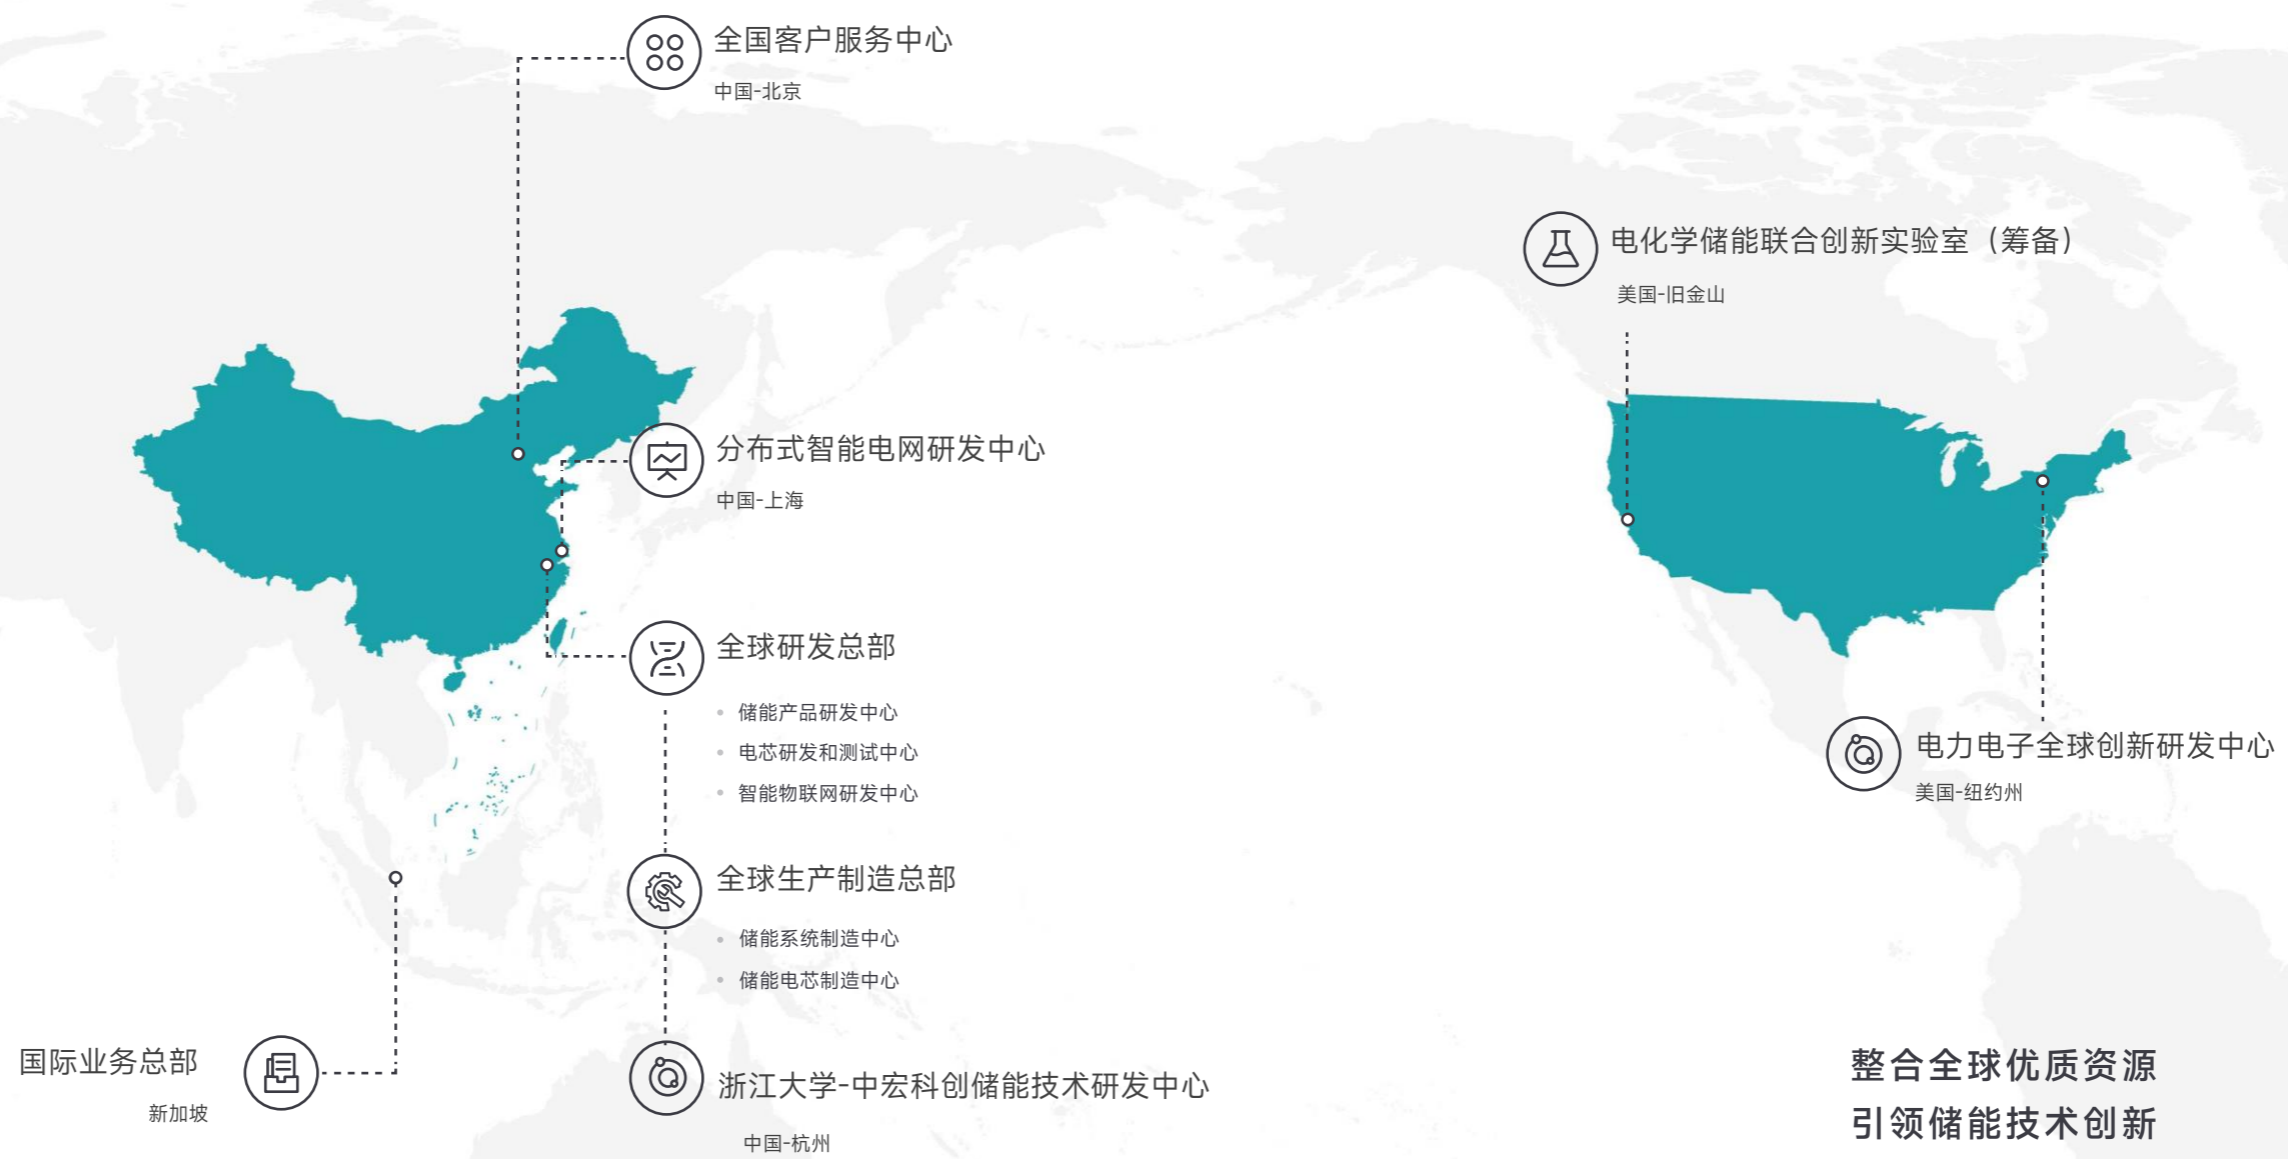 全国客户服务中心
中国-北京
电化学储能联合创新实验室（筹备）
美国-旧金山
分布式智能电网研发中心
中国-上海
全球研发总部
• 储能产品研发中心
• 电芯研发和测试中心
• 智能物联网研发中心
电力电子全球创新研发中心
美国-纽约州
全球生产制造总部
• 储能系统制造中心
• 储能电芯制造中心
国际业务总部
新加坡
浙江大学-中宏科创储能技术研发中心
中国-杭州
整合全球优质资源
引领储能技术创新